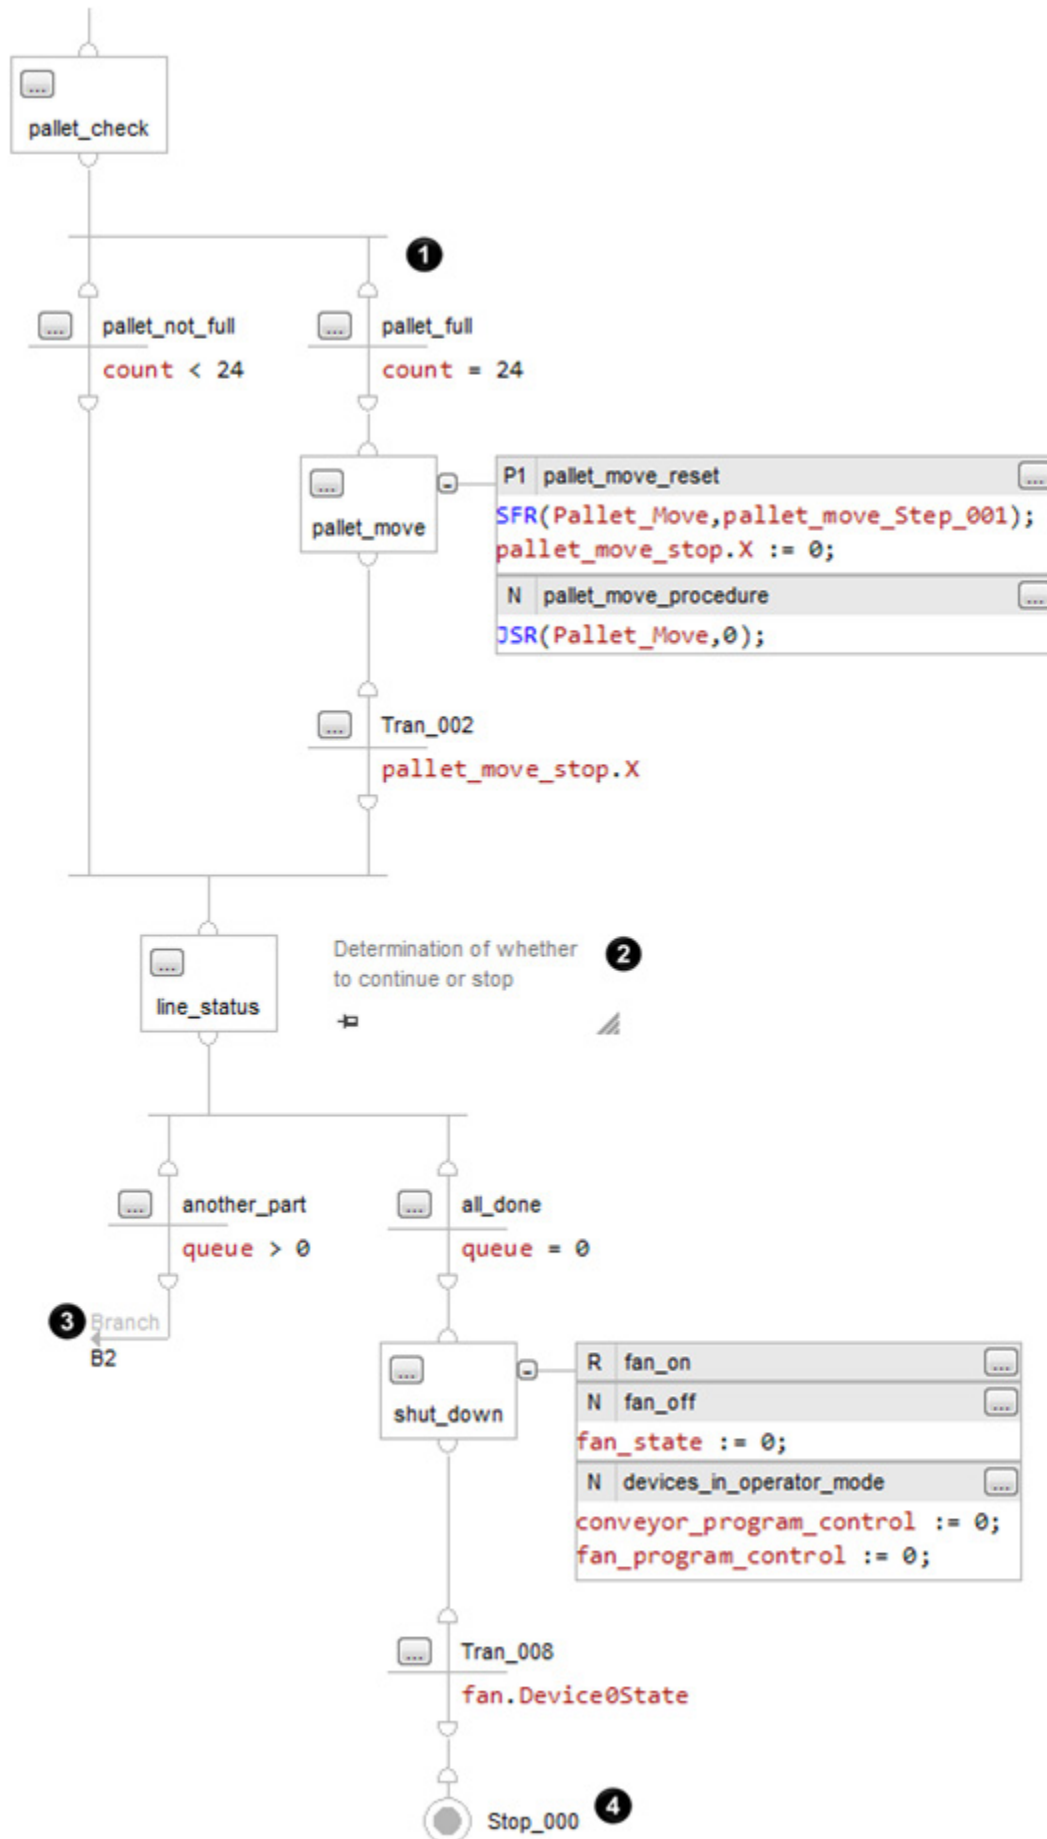 ...
pallet_check
1
... pallet_not_full
count < 24
... pallet_full
count = 24
...
pallet_move
P1 pallet_move_reset ...
SFR(Pallet_Move,pallet_move_Step_001);
pallet_move_stop.X := 0;
N pallet_move_procedure ...
JSR(Pallet_Move,0);
... Tran_002
pallet_move_stop.X
...
line_status
Determination of whether
to continue or stop
2
... another_part
queue > 0
... all_done
queue = 0
3 Branch
B2
...
shut_down
R fan_on ...
N fan_off ...
fan_state := 0;
N devices_in_operator_mode ...
conveyor_program_control := 0;
fan_program_control := 0;
... Tran_008
fan.Device0State
Stop_000 4